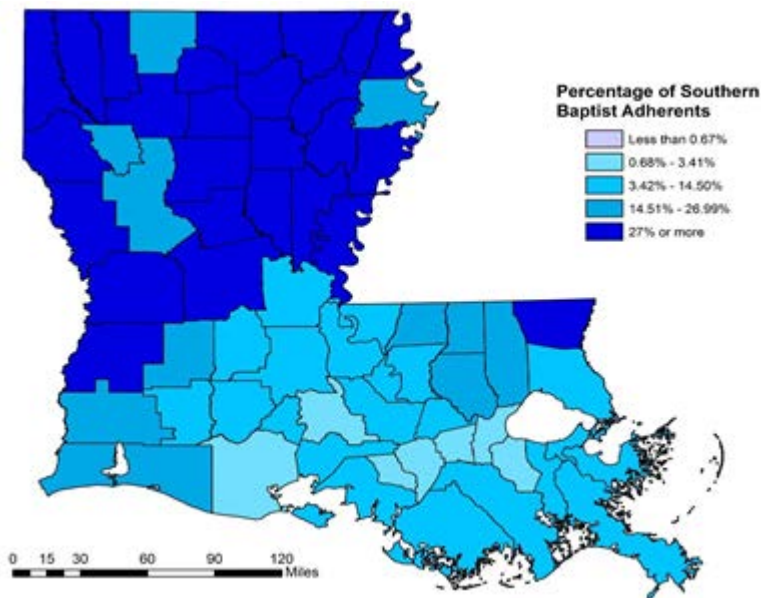 Percentage of Southern
Baptist Adherents
Less than 0.67%
0.68% - 3.41%
3.42% - 14.50%
14.51% - 26.99%
27% or more
0 15 30 60 90 120
Miles